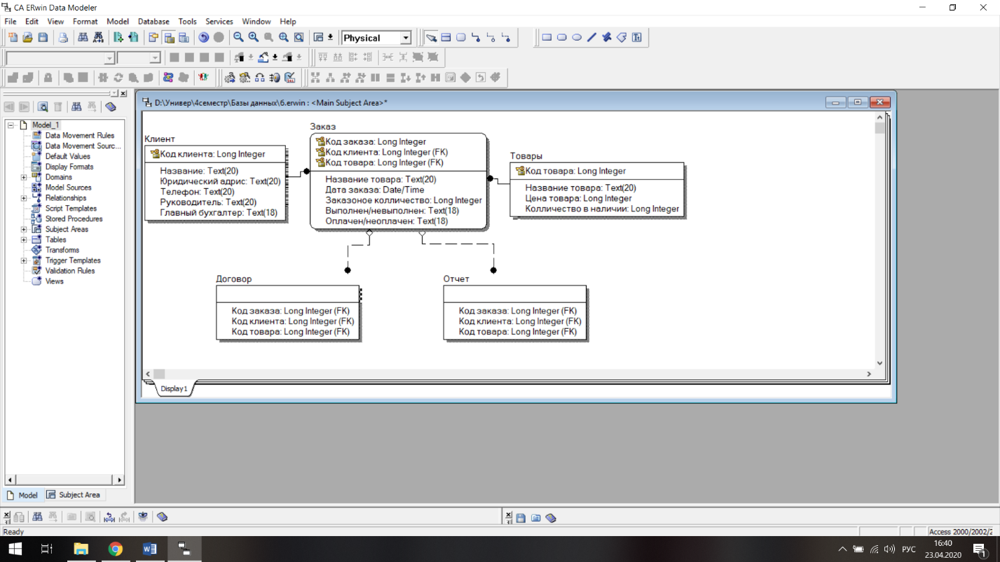 CA ERwin Data Modeler
File Edit View Format Model Database Tools Services Window Help
Physical
D:\Универ\4семестр\Базы данных\6.erwin : <Main Subject Area>*
Model_1
Data Movement Rules
Data Movement Sourc...
Default Values
Display Formats
Domains
Model Sources
Relationships
Script Templates
Stored Procedures
Subject Areas
Tables
Transforms
Trigger Templates
Validation Rules
Views
Model Subject Area
Клиент
Код клиента: Long Integer
Название: Text(20)
Юридический адрис: Text(20)
Телефон: Text(20)
Руководитель: Text(20)
Главный бухгалтер: Text(18)
Заказ
Код заказа: Long Integer
Код клиента: Long Integer (FK)
Код товара: Long Integer (FK)
Название товара: Text(20)
Дата заказа: Date/Time
Заказоное колличество: Long Integer
Выполнен/невыполнен: Text(18)
Оплачен/неоплачен: Text(18)
Товары
Код товара: Long Integer
Название товара: Text(20)
Цена товара: Long Integer
Колличество в наличии: Long Integer
Договор
Код заказа: Long Integer (FK)
Код клиента: Long Integer (FK)
Код товара: Long Integer (FK)
Отчет
Код заказа: Long Integer (FK)
Код клиента: Long Integer (FK)
Код товара: Long Integer (FK)
Display1
Ready
Access 2000/2002/2
РУС
16:40
23.04.2020
1